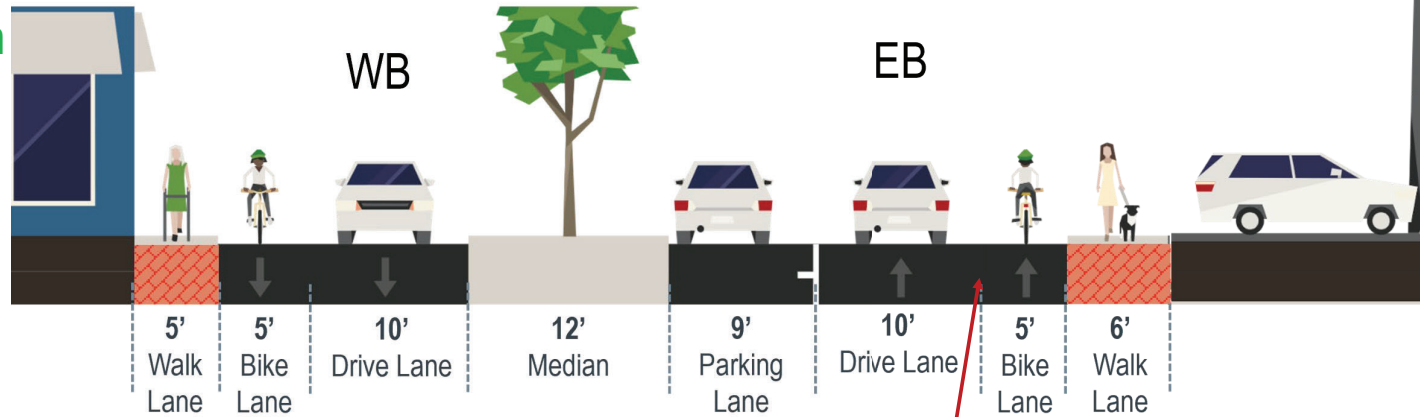 WB
EB
5’
Walk
Lane
5’
Bike
Lane
10’
Drive Lane
12’
Median
9’
Parking
Lane
10’
Drive Lane
5’
Bike
Lane
6’
Walk
Lane